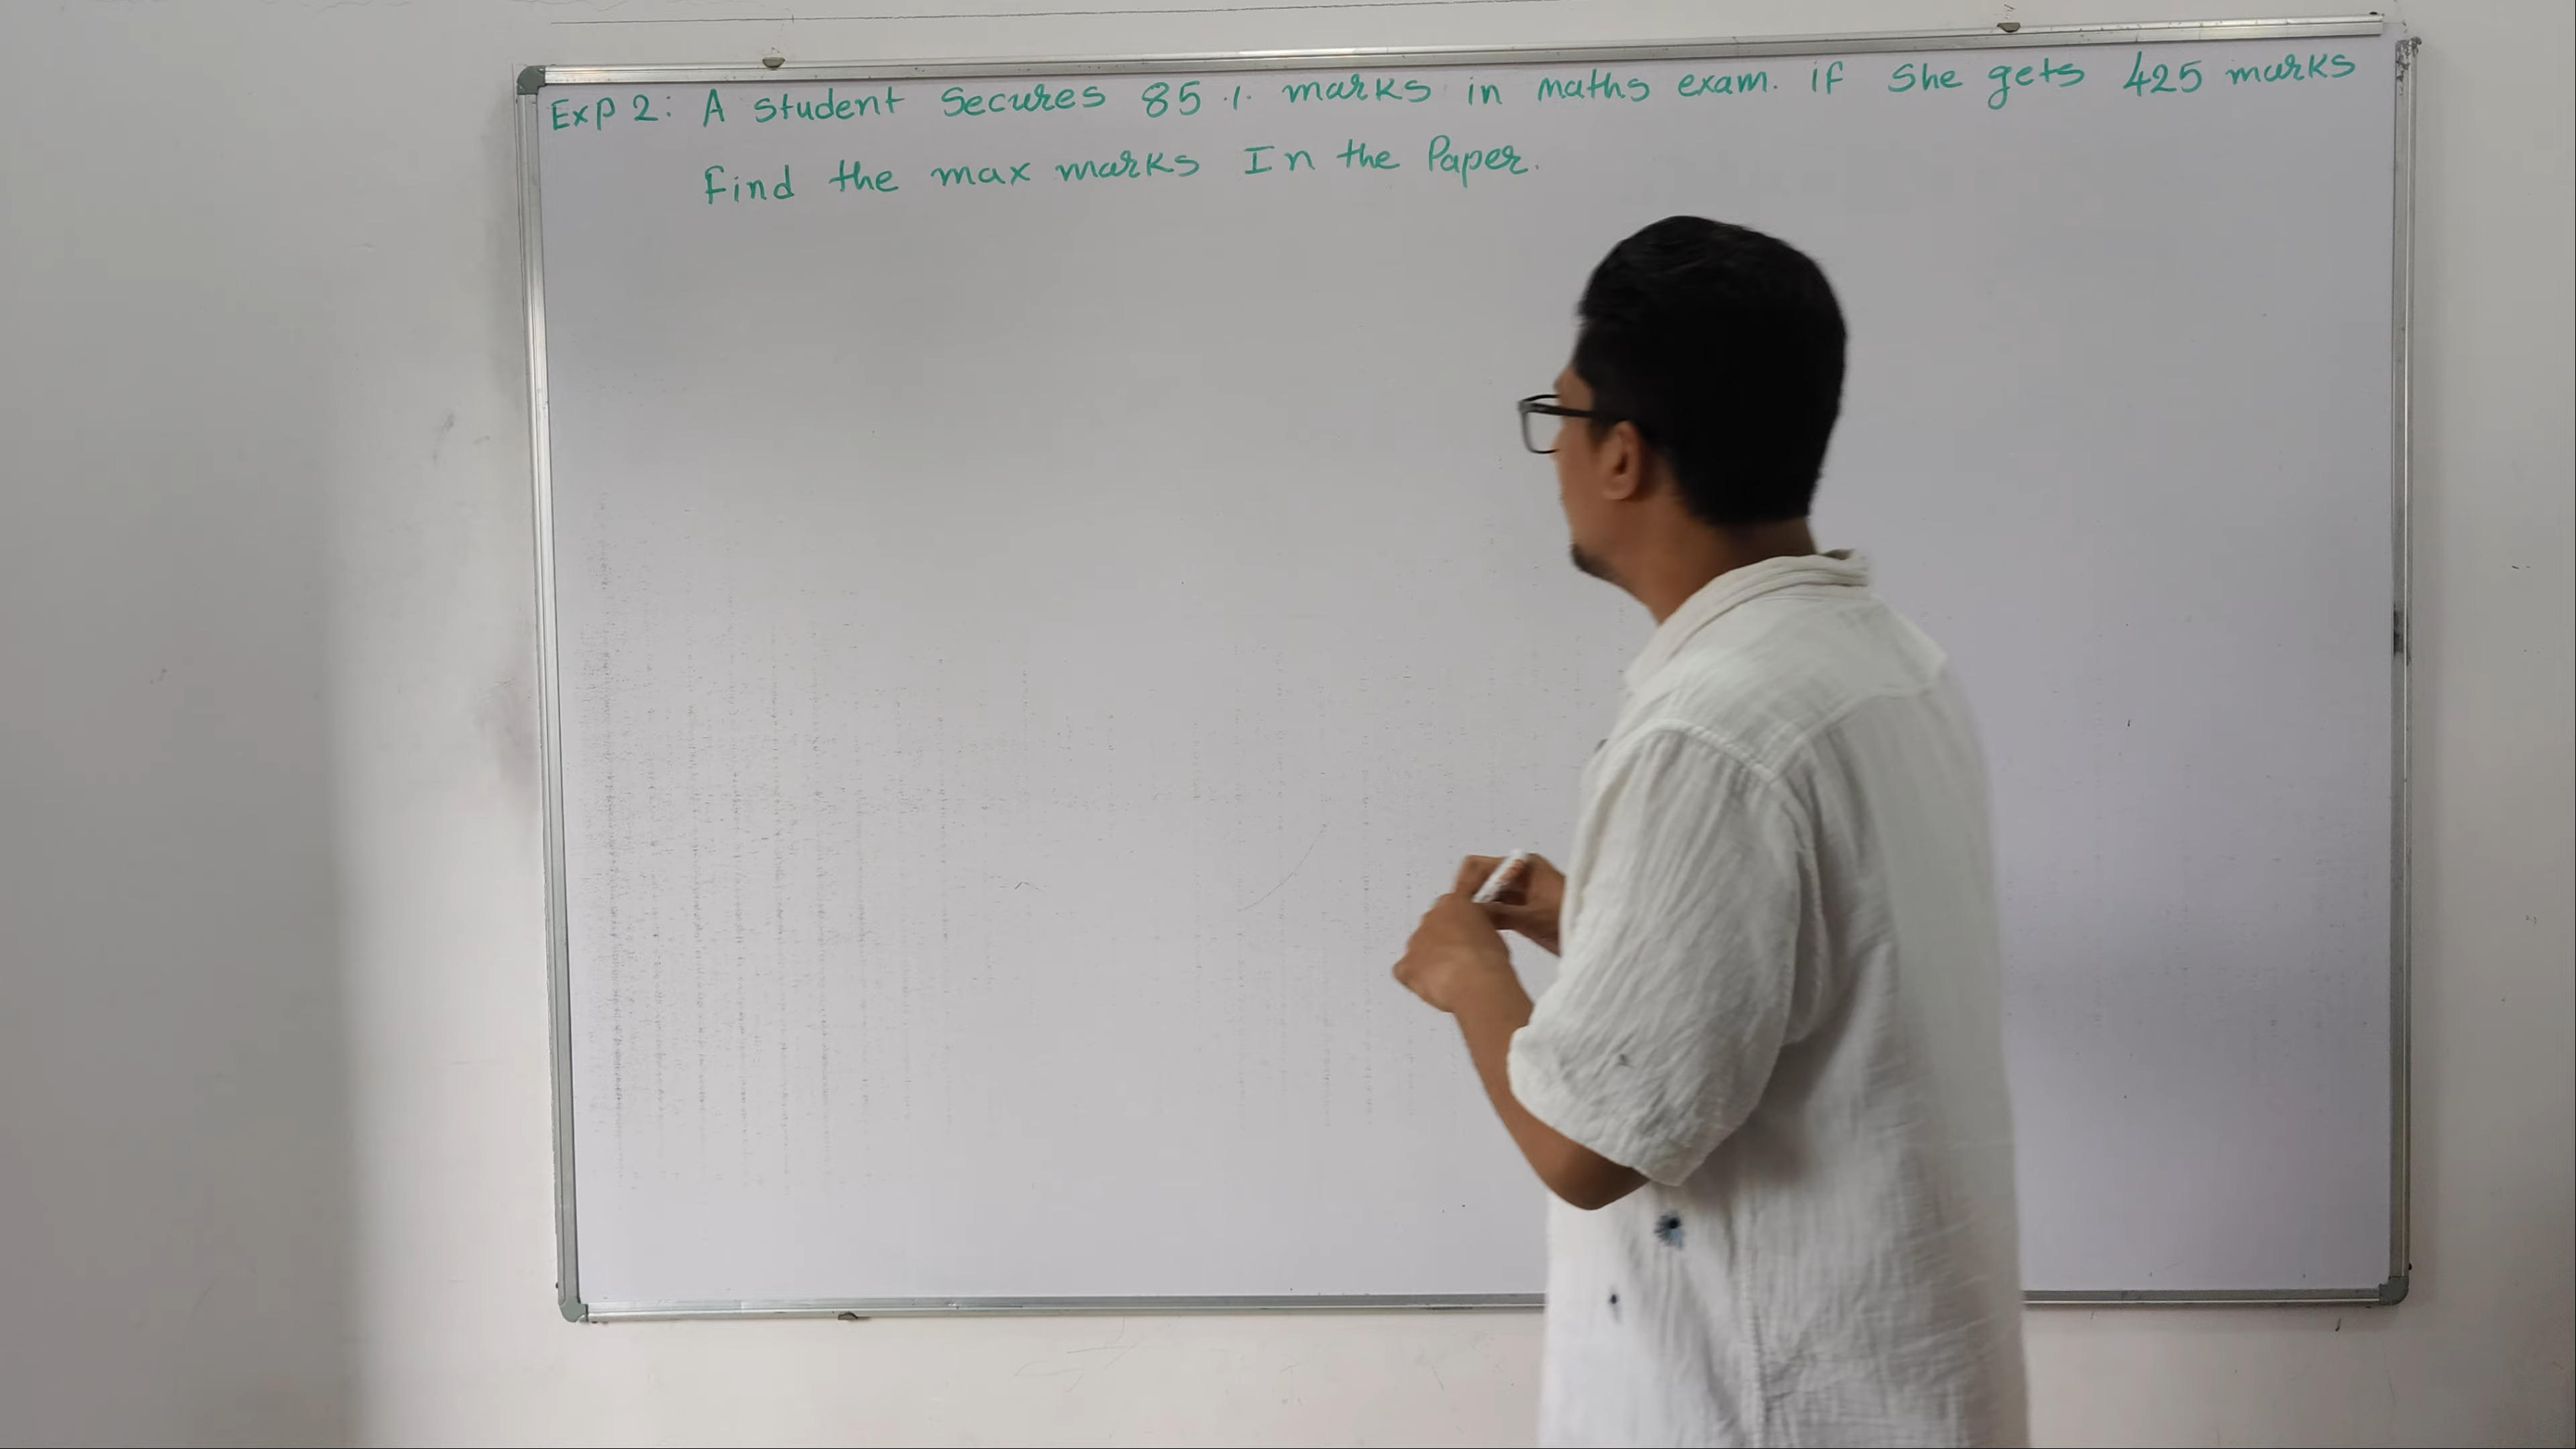 Exp 2: A student Secures 85 % marks in maths exam. if She gets 425 marks
Find the max marks In the Paper.